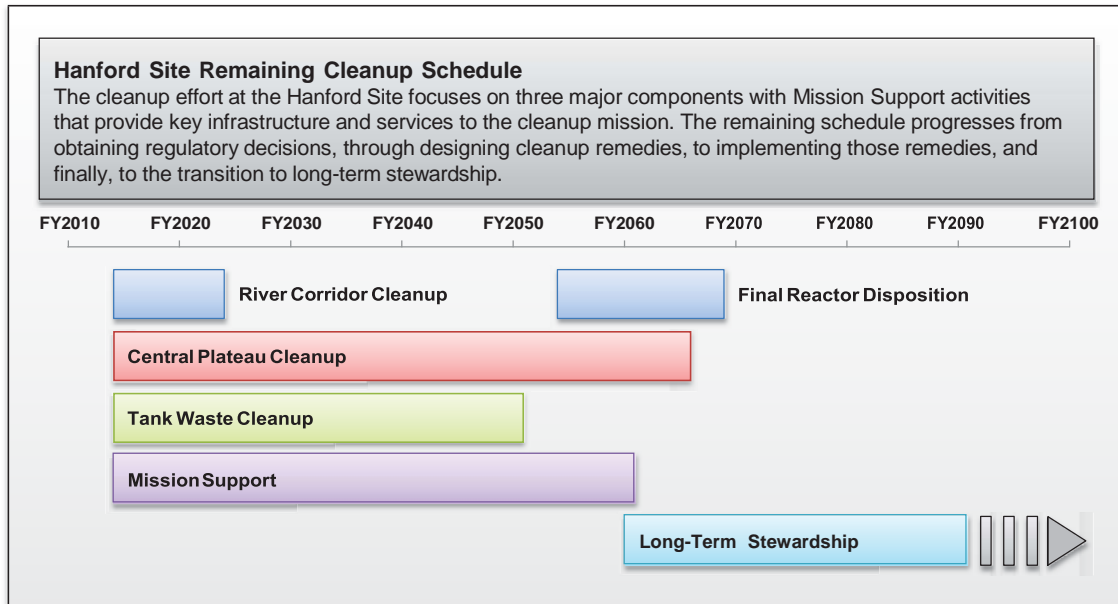 Hanford Site Remaining Cleanup Schedule
The cleanup effort at the Hanford Site focuses on three major components with Mission Support activities
that provide key infrastructure and services to the cleanup mission. The remaining schedule progresses from
obtaining regulatory decisions, through designing cleanup remedies, to implementing those remedies, and
finally, to the transition to long-term stewardship.
FY2010 FY2020 FY2030 FY2040 FY2050 FY2060 FY2070 FY2080 FY2090 FY2100
River Corridor Cleanup Final Reactor Disposition
Central Plateau Cleanup
Tank Waste Cleanup
Mission Support
Long-Term Stewardship